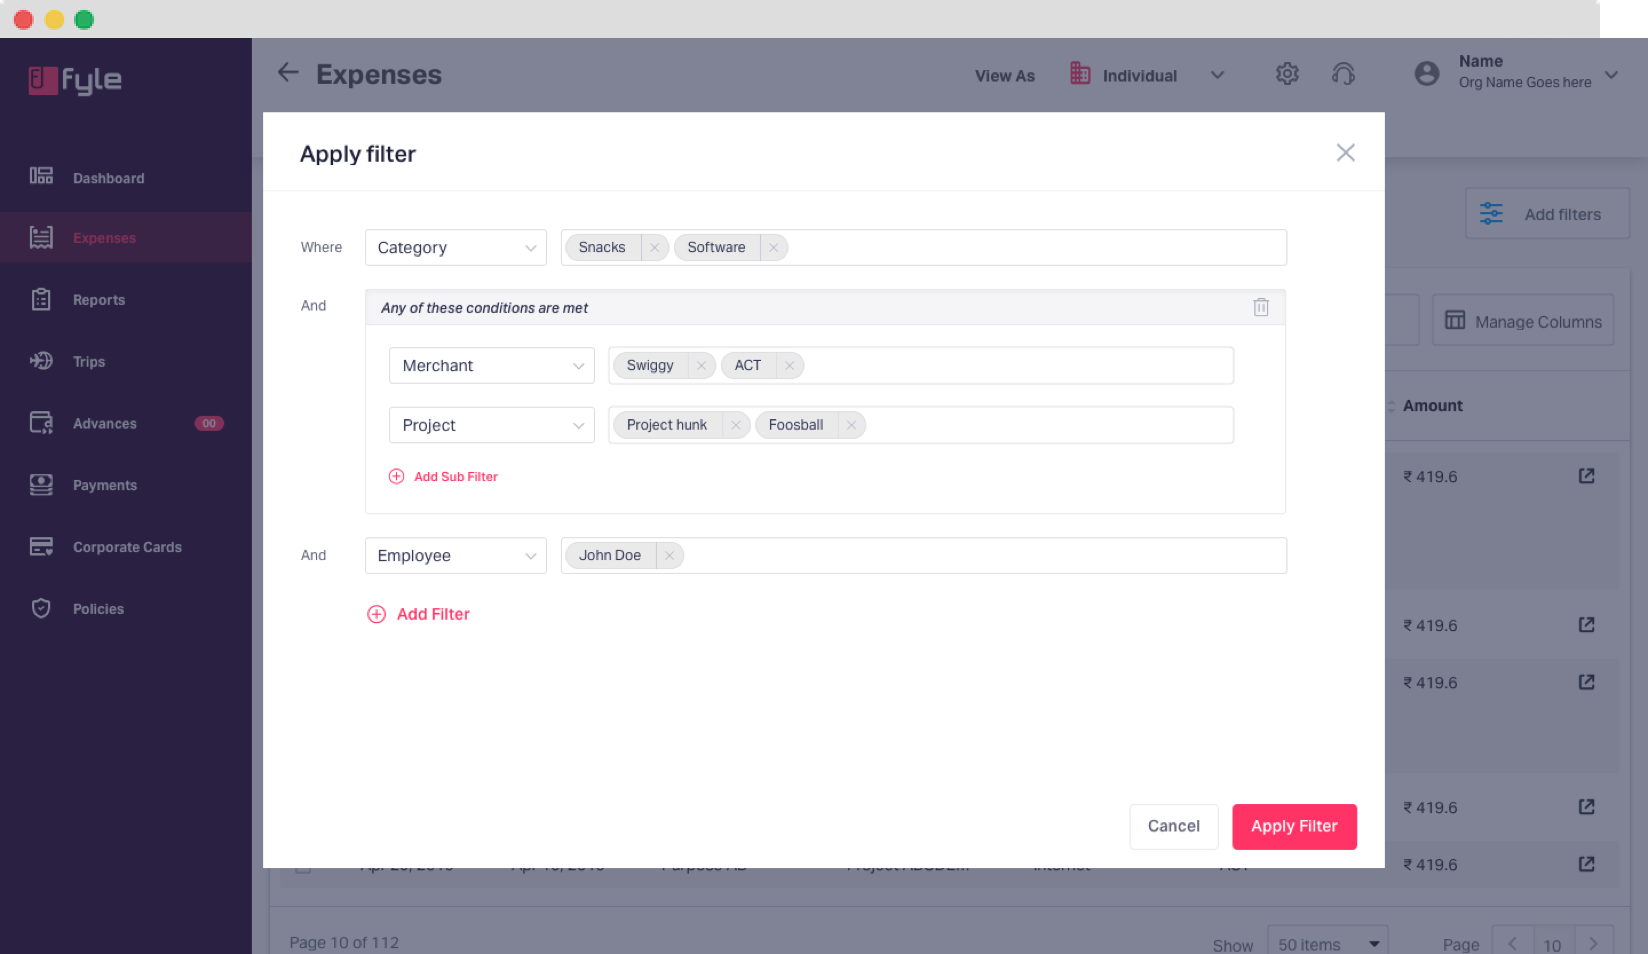 fyle
Expenses
View As
Individual
Name
Org Name Goes here
Dashboard
Expenses
Reports
Trips
Advances
00
Payments
Corporate Cards
Policies
Apply filter
Add filters
Where
Category
Snacks
Software
And
Any of these conditions are met
Manage Columns
Merchant
Swiggy
ACT
Amount
Project
Project hunk
Foosball
Add Sub Filter
₹ 419.6
And
Employee
John Doe
Add Filter
₹ 419.6
₹ 419.6
₹ 419.6
Cancel
Apply Filter
₹ 419.6
Page 10 of 112
Show
50 items
Page
10